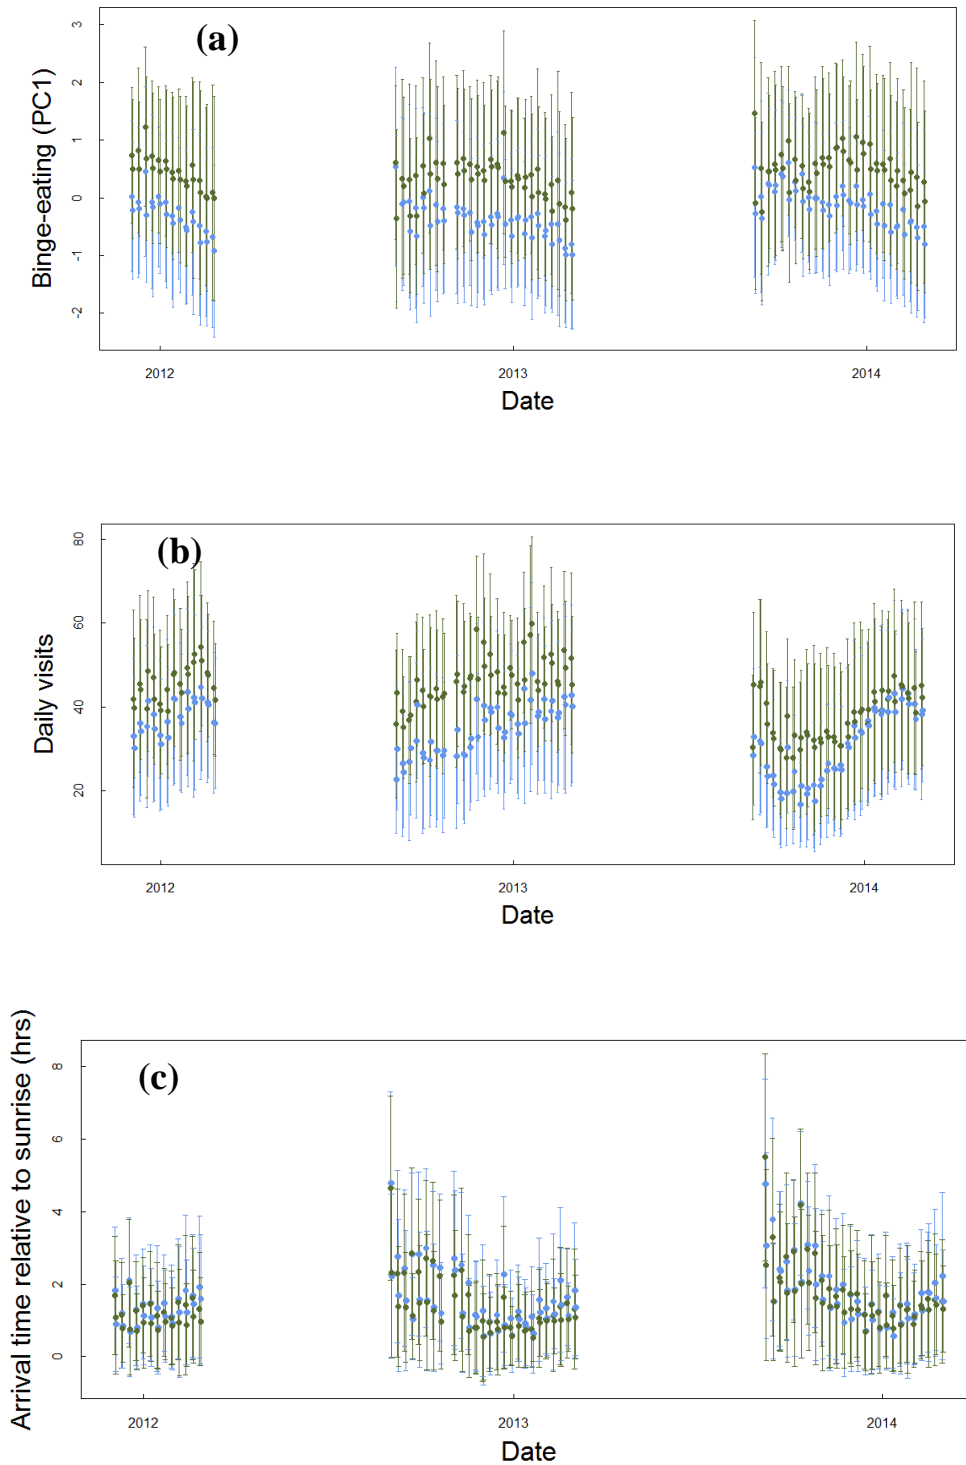 (a)
Binge-eating (PC1)
3
2
1
0
-1
-2
2012
2013
2014
Date
(b)
Daily visits
80
60
40
20
2012
2013
2014
Date
(c)
Arrival time relative to sunrise (hrs)
8
6
4
2
0
2012
2013
2014
Date